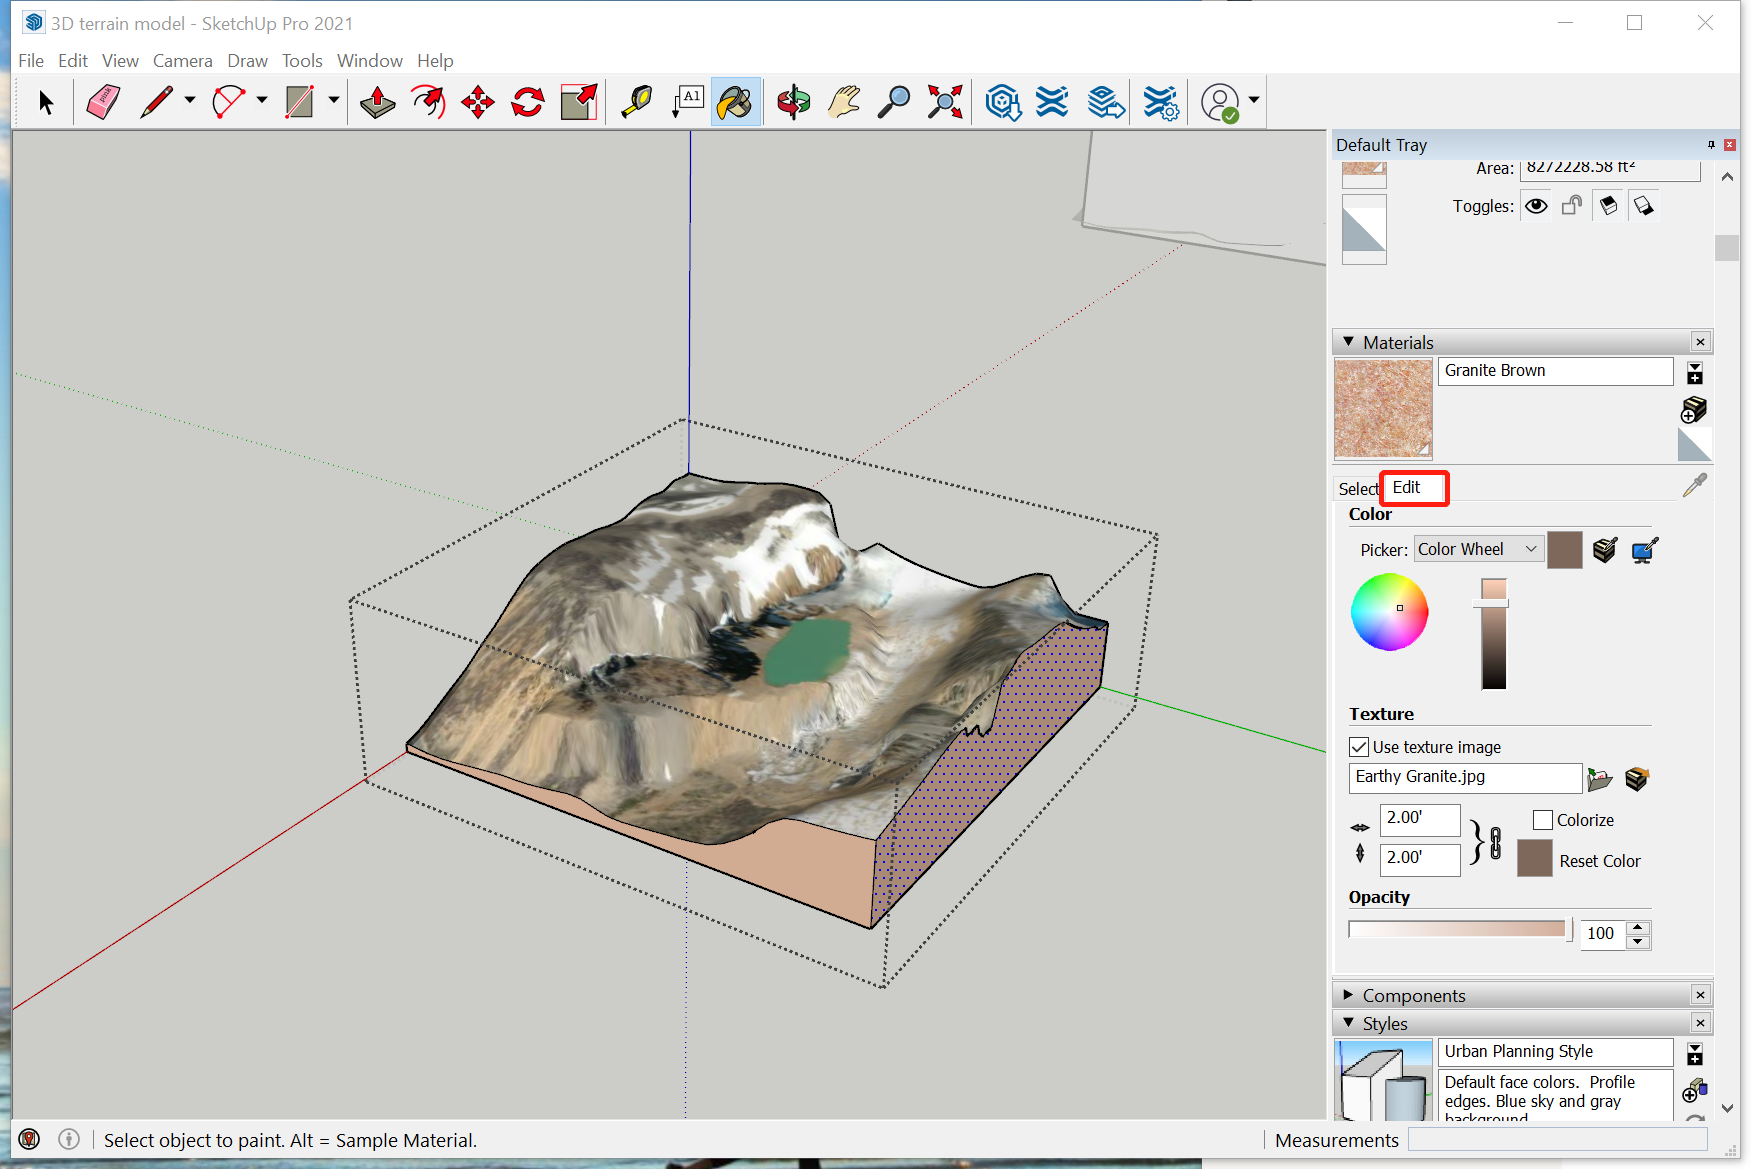 3D terrain model - SketchUp Pro 2021
File Edit View Camera Draw Tools Window Help
pink
A1
Default Tray
Area: 8272228.58 ft²
Toggles:
Materials
Granite Brown
Select Edit
Color
Picker: Color Wheel
Texture
Use texture image
Earthy Granite.jpg
2.00'
Colorize
2.00'
Reset Color
Opacity
100
Components
Styles
Urban Planning Style
Default face colors. Profile
edges. Blue sky and gray
background.
Select object to paint. Alt = Sample Material.
Measurements